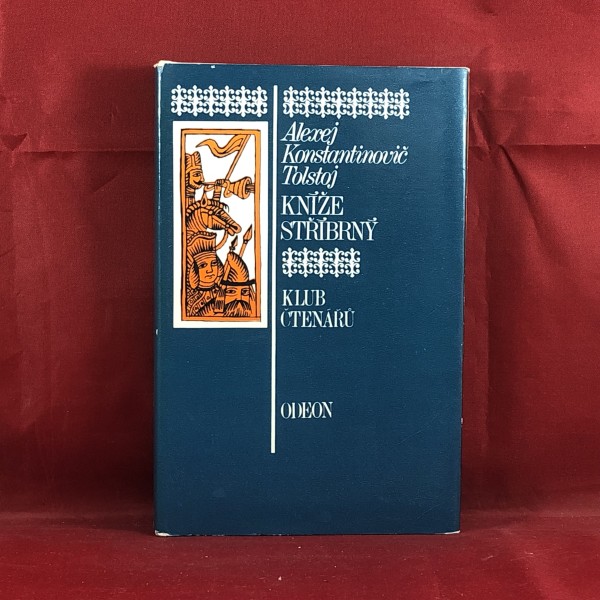 Alexej
Konstantinovič
Tolstoj
KNÍŽE
STŘÍBRNÝ
KLUB
ČTENÁŘŮ
ODEON